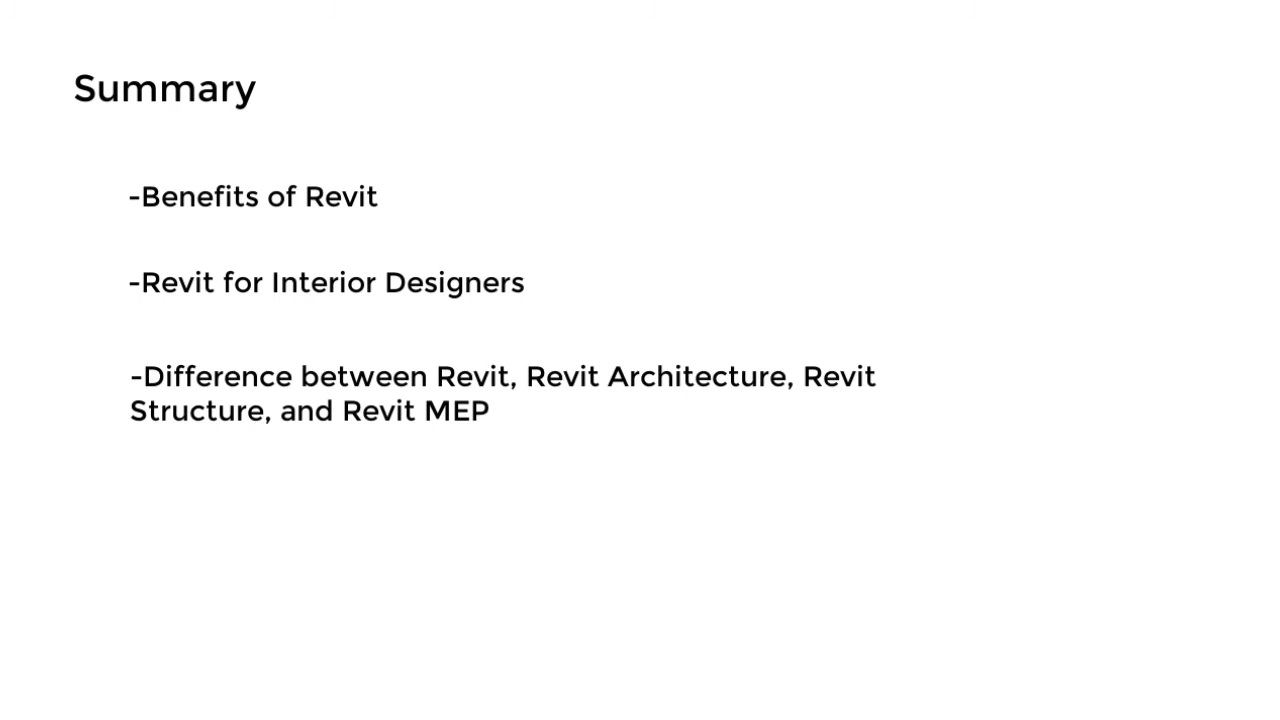 Summary
-Benefits of Revit
-Revit for Interior Designers
-Difference between Revit, Revit Architecture, Revit
Structure, and Revit MEP